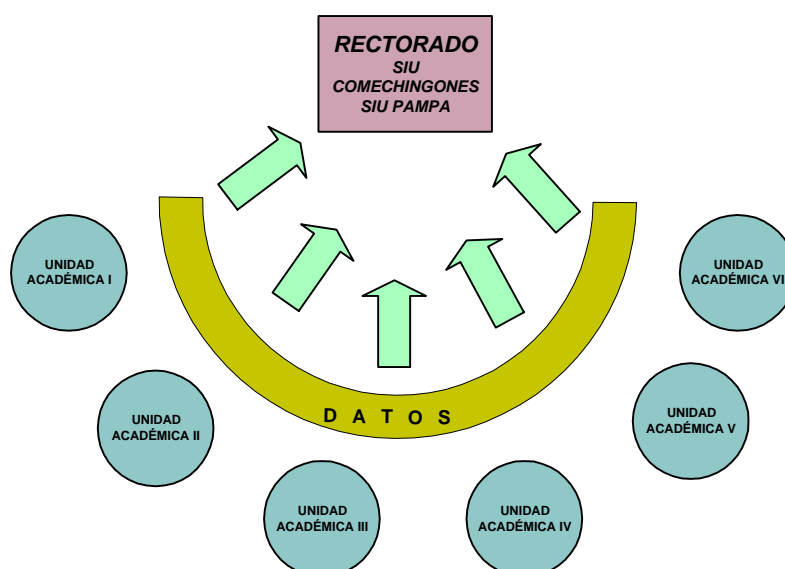 RECTORADO
SIU
COMECHINGONES
SIU PAMPA
UNIDAD
ACADÉMICA I
UNIDAD
ACADÉMICA VI
UNIDAD
ACADÉMICA II
D A T O S
UNIDAD
ACADÉMICA V
UNIDAD
ACADÉMICA III
UNIDAD
ACADÉMICA IV